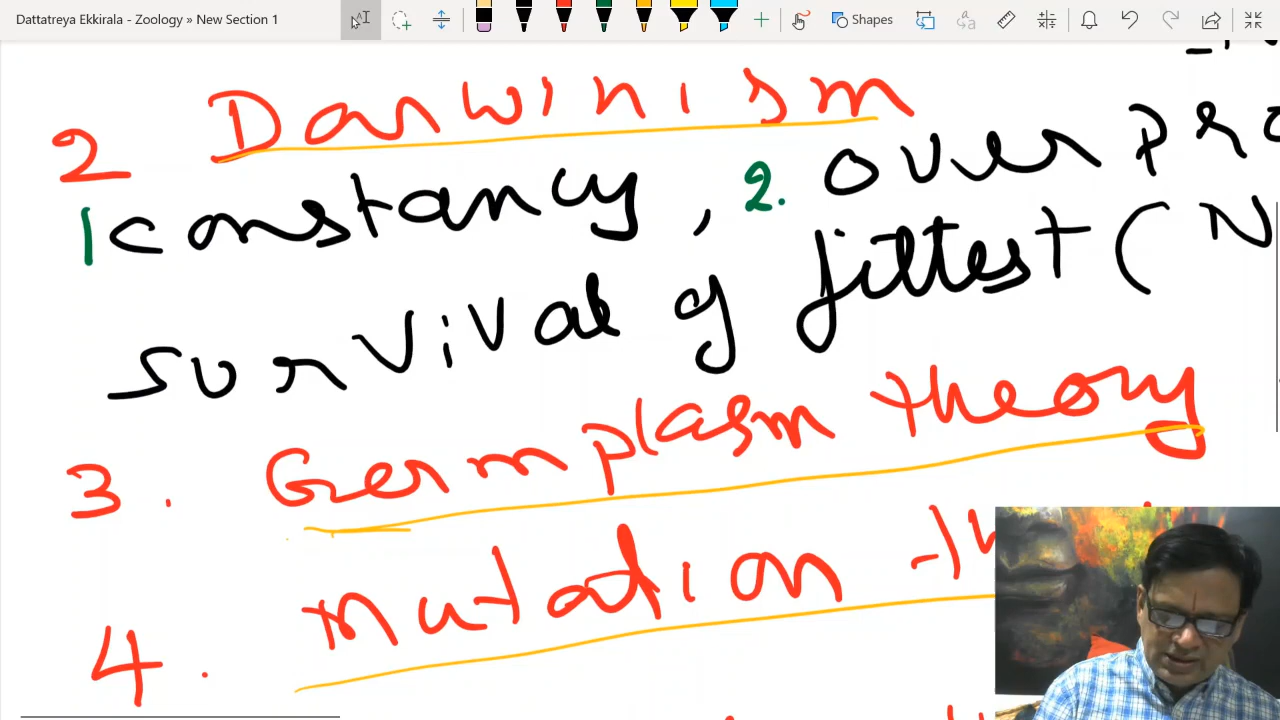 Dattatreya Ekkirala - Zoology » New Section 1
Shapes
2 Darwinism
1 constancy, 2. over pro
survival of fittest (N
3. Germplasm theory
4. mutation